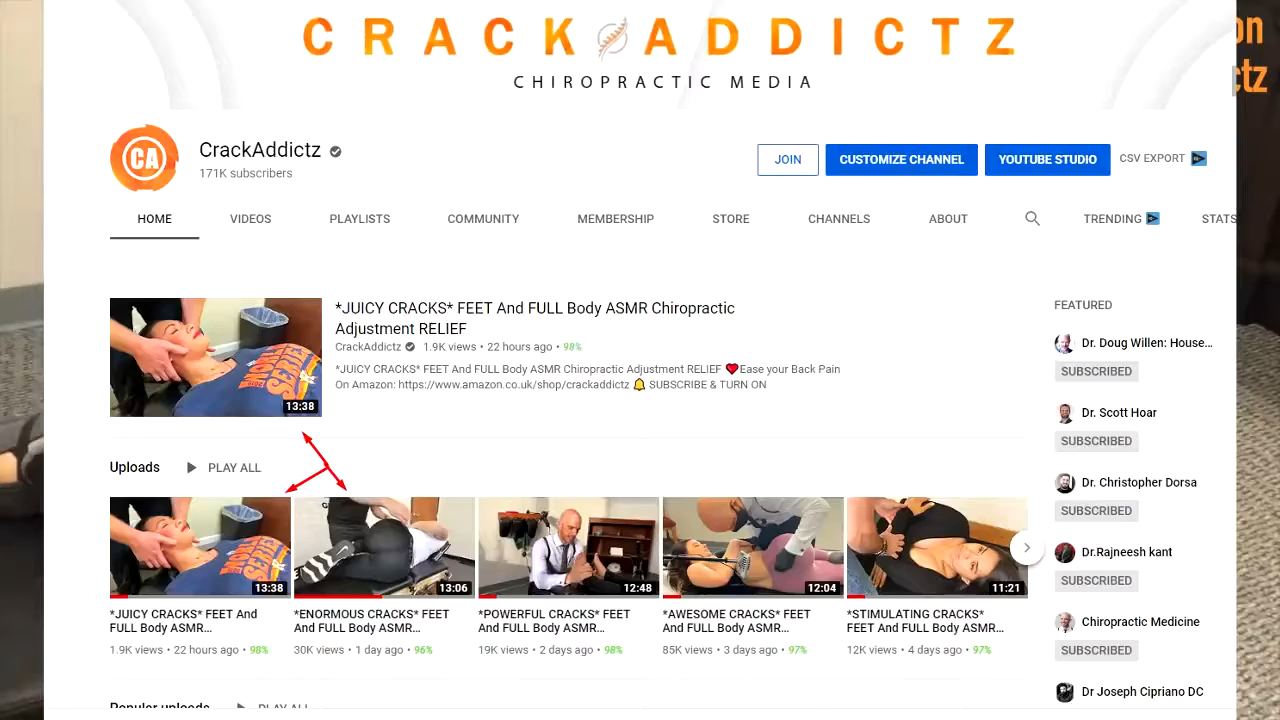 CRACK ADDICTZ
CHIROPRACTIC MEDIA
on
ctz
CA
CrackAddictz
171K subscribers
JOIN
CUSTOMIZE CHANNEL
YOUTUBE STUDIO
CSV EXPORT
HOME
VIDEOS
PLAYLISTS
COMMUNITY
MEMBERSHIP
STORE
CHANNELS
ABOUT
TRENDING
STATS
13:38
*JUICY CRACKS* FEET And FULL Body ASMR Chiropractic
Adjustment RELIEF
CrackAddictz 1.9K views • 22 hours ago • 98%
*JUICY CRACKS* FEET And FULL Body ASMR Chiropractic Adjustment RELIEF ❤️Ease your Back Pain
On Amazon: https://www.amazon.co.uk/shop/crackaddictz 🔔 SUBSCRIBE & TURN ON
Uploads
PLAY ALL
13:38
*JUICY CRACKS* FEET And
FULL Body ASMR...
1.9K views • 22 hours ago • 98%
13:06
*ENORMOUS CRACKS* FEET
And FULL Body ASMR...
30K views • 1 day ago • 96%
12:48
*POWERFUL CRACKS* FEET
And FULL Body ASMR...
19K views • 2 days ago • 98%
12:04
*AWESOME CRACKS* FEET
And FULL Body ASMR...
85K views • 3 days ago • 97%
11:21
*STIMULATING CRACKS*
FEET And FULL Body ASMR...
12K views • 4 days ago • 97%
Popular uploads
PLAY ALL
FEATURED
Dr. Doug Willen: House...
SUBSCRIBED
Dr. Scott Hoar
SUBSCRIBED
Dr. Christopher Dorsa
SUBSCRIBED
Dr.Rajneesh kant
SUBSCRIBED
Chiropractic Medicine
SUBSCRIBED
Dr Joseph Cipriano DC